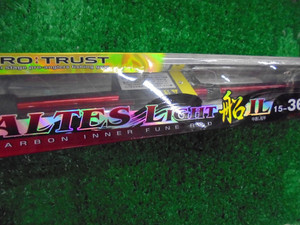 RO:TRUST
ALTES LIGHT 船 II 15-36
CARBON INNER FUNE ROD